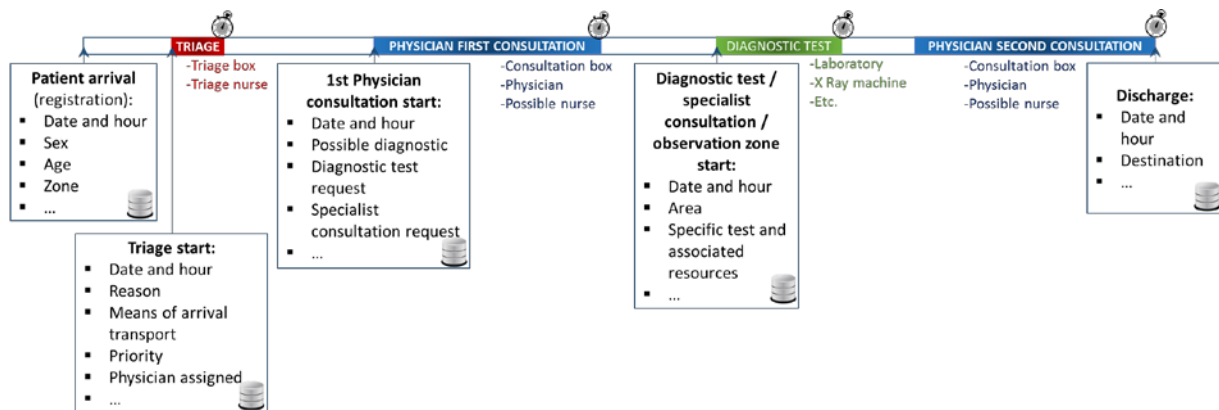 TRIAGE
PHYSICIAN FIRST CONSULTATION
DIAGNOSTIC TEST
PHYSICIAN SECOND CONSULTATION
-Triage box
-Triage nurse
-Consultation box
-Physician
-Possible nurse
-Laboratory
-X Ray machine
-Etc.
-Consultation box
-Physician
-Possible nurse
Patient arrival
(registration):
▪ Date and hour
▪ Sex
▪ Age
▪ Zone
▪ ...
Triage start:
▪ Date and hour
▪ Reason
▪ Means of arrival
transport
▪ Priority
▪ Physician assigned
▪ ...
1st Physician
consultation start:
▪ Date and hour
▪ Possible diagnostic
▪ Diagnostic test
request
▪ Specialist
consultation request
▪ ...
Diagnostic test /
specialist
consultation /
observation zone
start:
▪ Date and hour
▪ Area
▪ Specific test and
associated
resources
▪ ...
Discharge:
▪ Date and
hour
▪ Destination
▪ ...